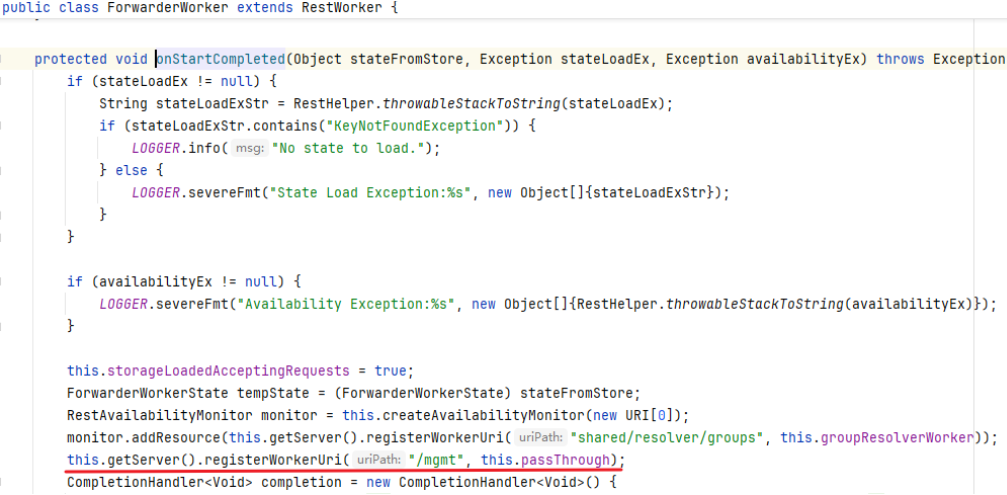 public class ForwarderWorker extends RestWorker {
protected void onStartCompleted(Object stateFromStore, Exception stateLoadEx, Exception availabilityEx) throws Exception
if (stateLoadEx != null) {
String stateLoadExStr = RestHelper.throwableStackToString(stateLoadEx);
if (stateLoadExStr.contains("KeyNotFoundException")) {
LOGGER.info( msg: "No state to load.");
} else {
LOGGER.severeFmt("State Load Exception:%s", new Object[]{stateLoadExStr});
}
}
if (availabilityEx != null) {
LOGGER.severeFmt("Availability Exception:%s", new Object[]{RestHelper.throwableStackToString(availabilityEx)});
}
this.storageLoadedAcceptingRequests = true;
ForwarderWorkerState tempState = (ForwarderWorkerState) stateFromStore;
RestAvailabilityMonitor monitor = this.createAvailabilityMonitor(new URI[0]);
monitor.addResource(this.getServer().registerWorkerUri( uriPath: "shared/resolver/groups", this.groupResolverWorker));
this.getServer().registerWorkerUri( uriPath: "/mgmt", this.passThrough);
CompletionHandler<Void> completion = new CompletionHandler<Void>() {